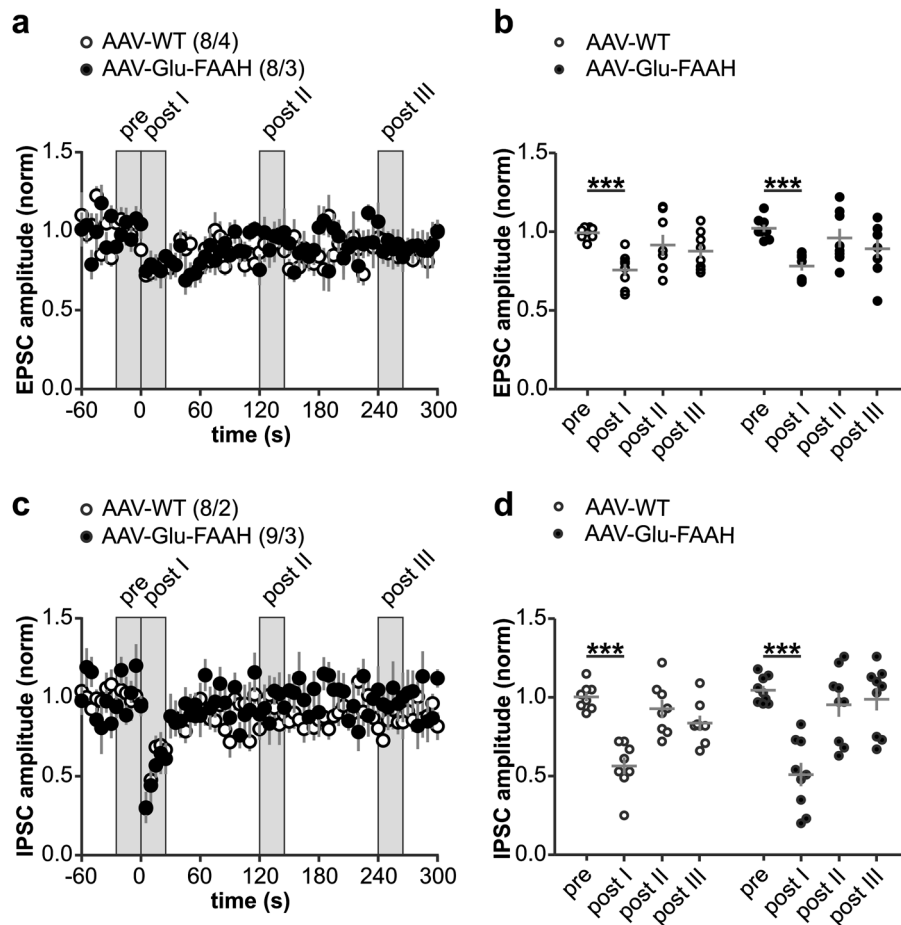 a
AAV-WT (8/4)
AAV-Glu-FAAH (8/3)
pre
post I
post II
post III
EPSC amplitude (norm)
1.5
1.0
0.5
0.0
-60 0 60 120 180 240 300
time (s)
b
AAV-WT
AAV-Glu-FAAH
EPSC amplitude (norm)
1.5
1.0
0.5
0.0
*** ***
pre post I post II post III pre post I post II post III
c
AAV-WT (8/2)
AAV-Glu-FAAH (9/3)
pre
post I
post II
post III
IPSC amplitude (norm)
1.5
1.0
0.5
0.0
-60 0 60 120 180 240 300
time (s)
d
AAV-WT
AAV-Glu-FAAH
IPSC amplitude (norm)
1.5
1.0
0.5
0.0
*** ***
pre post I post II post III pre post I post II post III